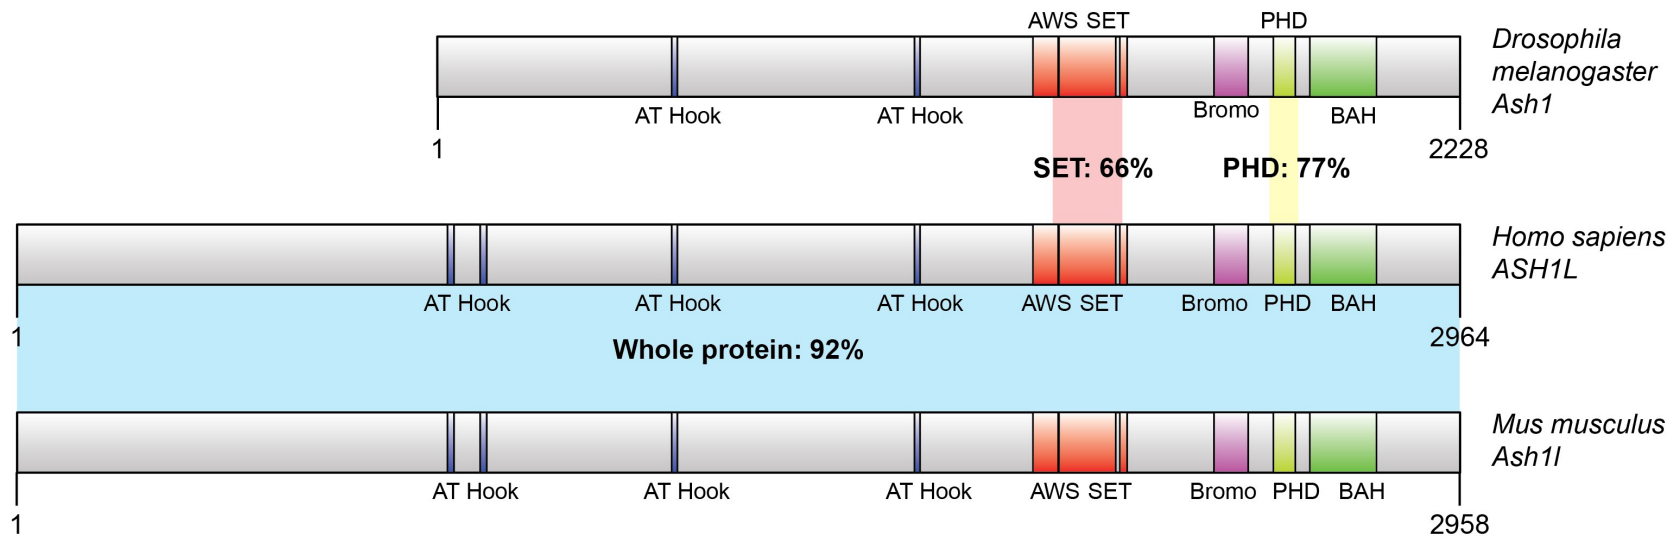 AWS SET PHD
Drosophila
melanogaster
Ash1
AT Hook AT Hook Bromo BAH
1 2228
SET: 66% PHD: 77%
Homo sapiens
ASH1L
AT Hook AT Hook AT Hook AWS SET Bromo PHD BAH
1 2964
Whole protein: 92%
Mus musculus
Ash1l
AT Hook AT Hook AT Hook AWS SET Bromo PHD BAH
1 2958